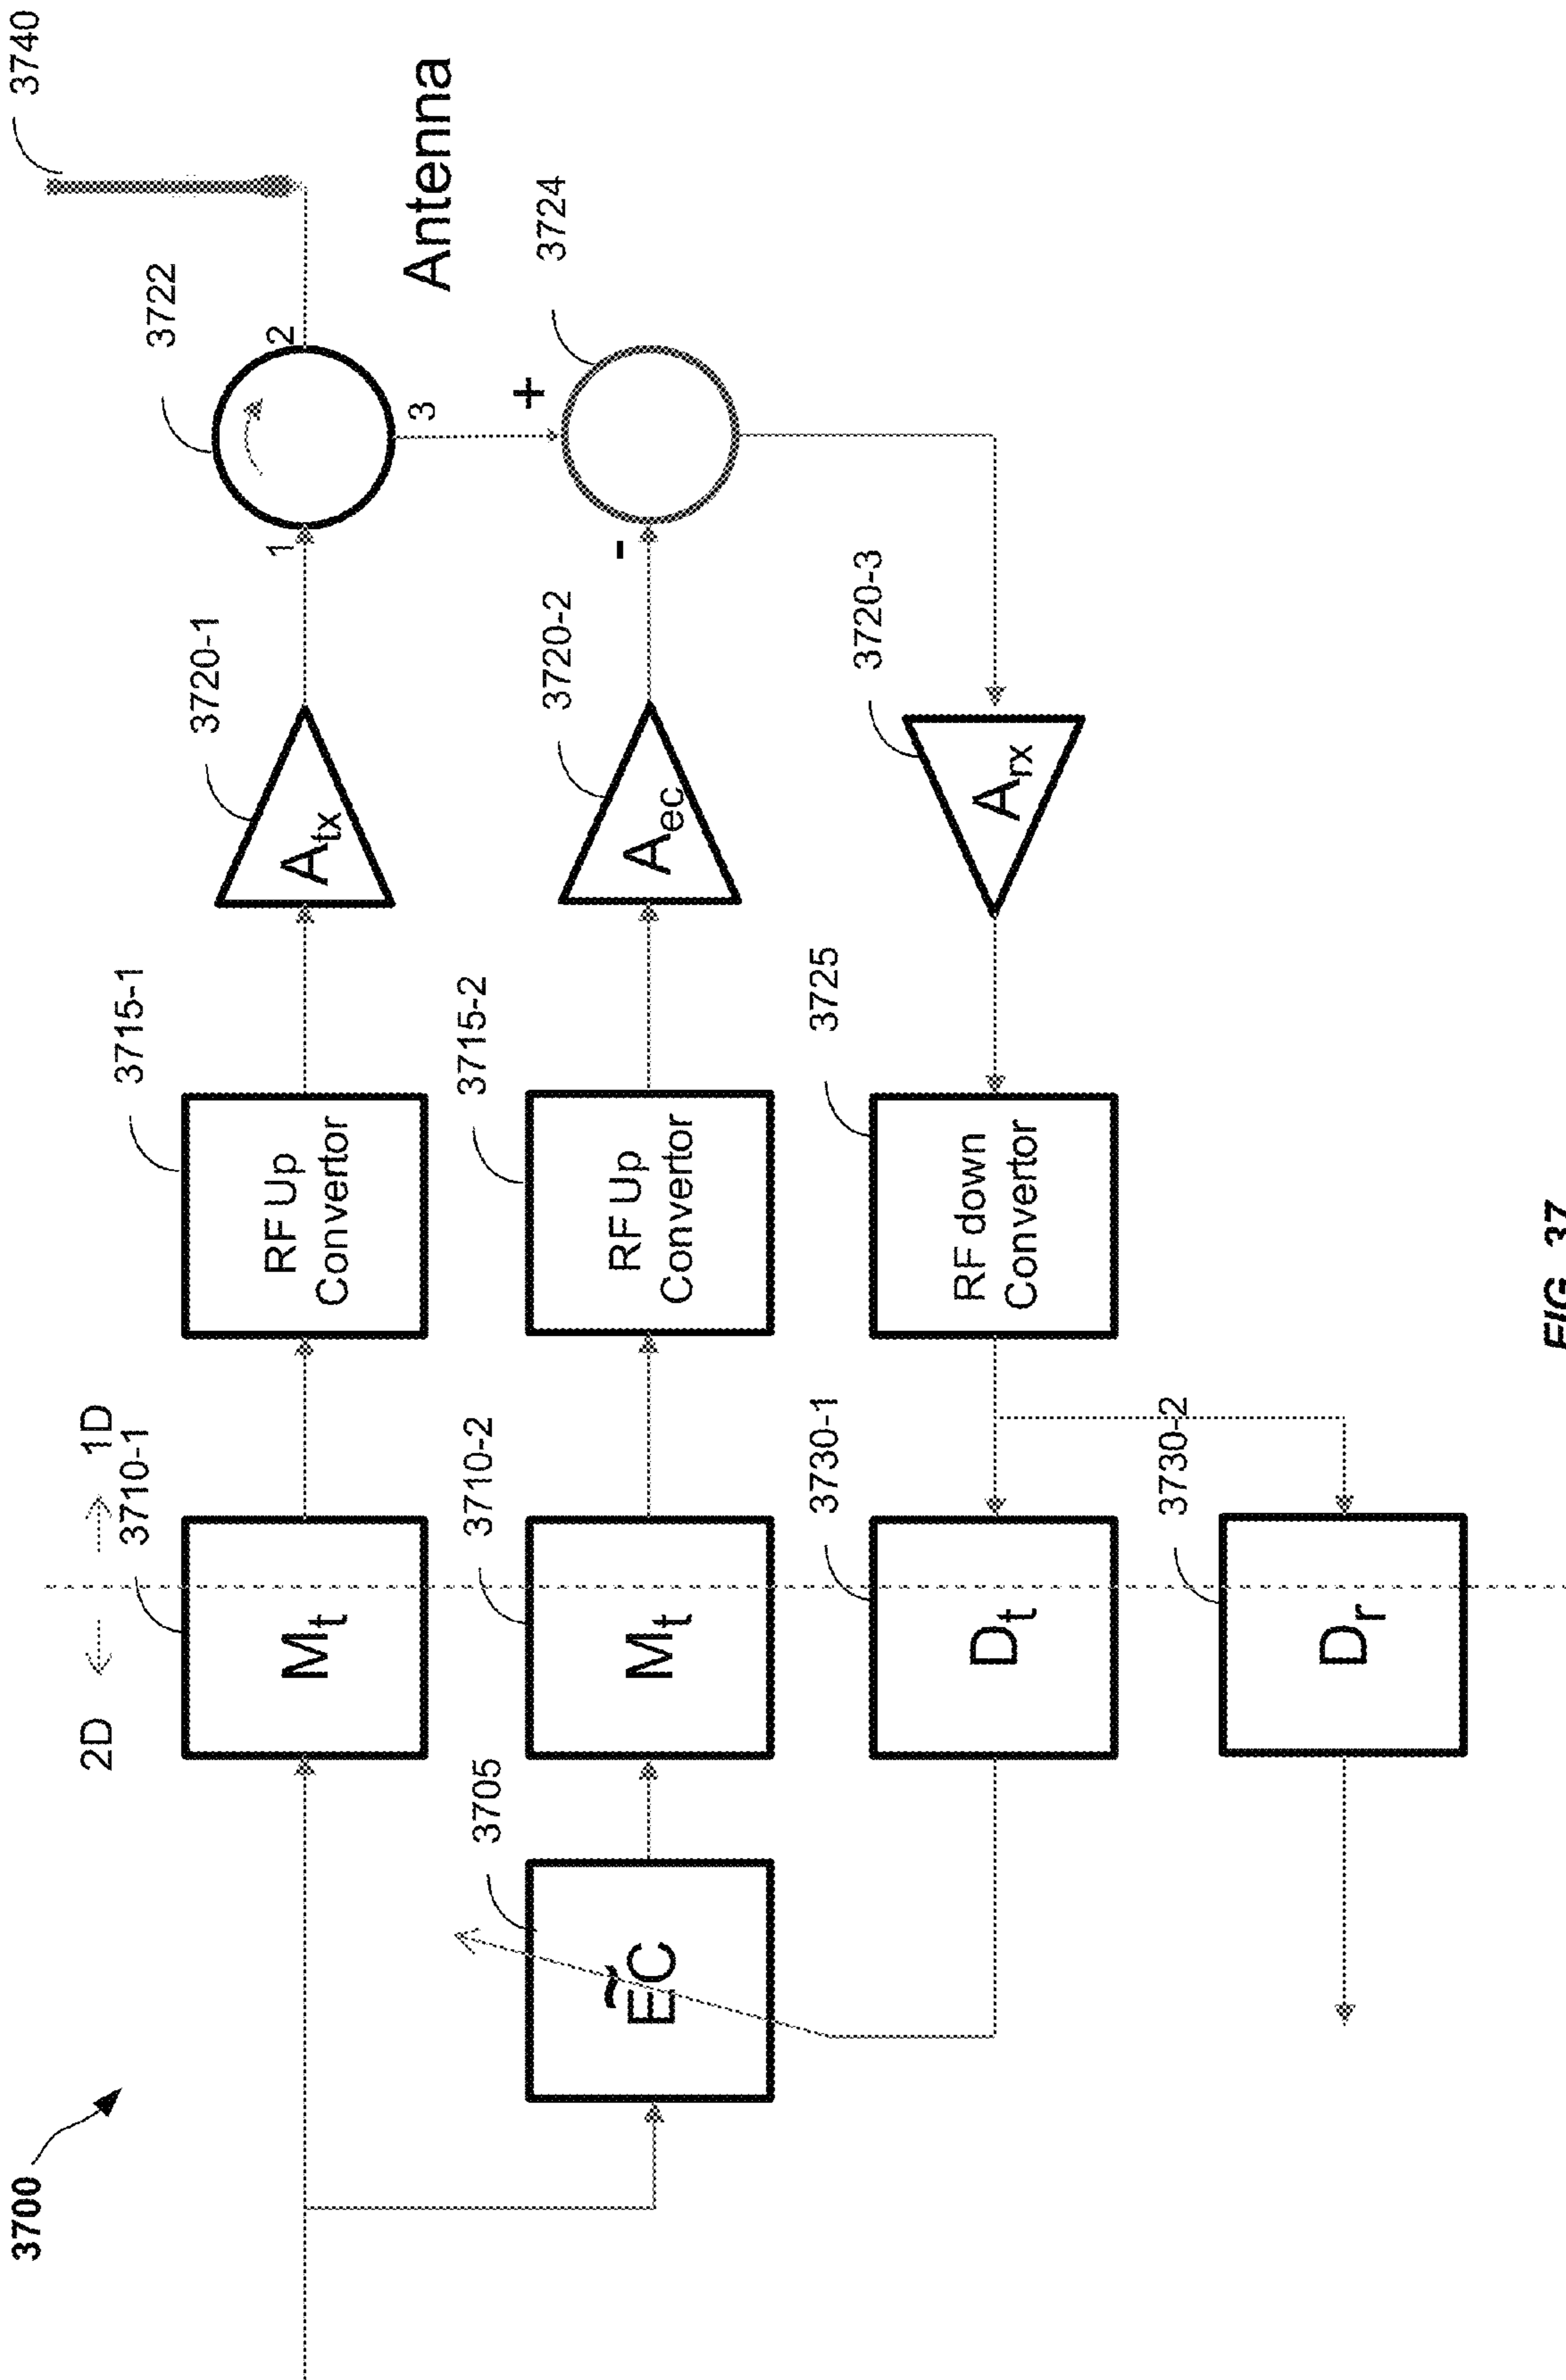 3700
2D
1D
3710-1
Mt
3715-1
RF Up
Convertor
3720-1
Atx
1
2
3
3722
3740
Antenna
3705
ẼC
3710-2
Mt
3715-2
RF Up
Convertor
3720-2
Aec
-
+
3724
3730-1
Dt
3725
RF down
Convertor
3720-3
Arx
3730-2
Dr
FIG. 37